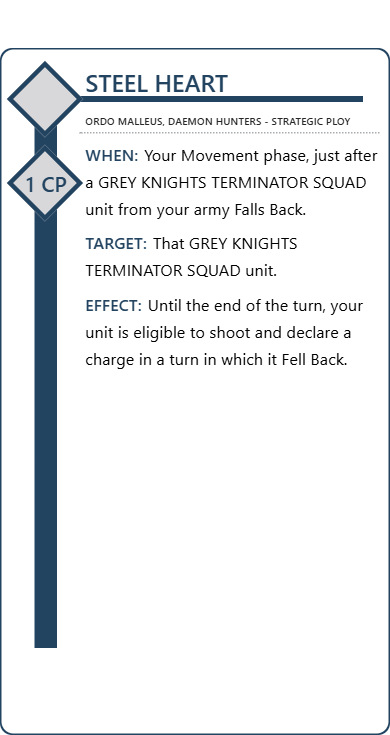 STEEL HEART
ORDO MALLEUS, DAEMON HUNTERS - STRATEGIC PLOY
1 CP
WHEN: Your Movement phase, just after
a GREY KNIGHTS TERMINATOR SQUAD
unit from your army Falls Back.
TARGET: That GREY KNIGHTS
TERMINATOR SQUAD unit.
EFFECT: Until the end of the turn, your
unit is eligible to shoot and declare a
charge in a turn in which it Fell Back.